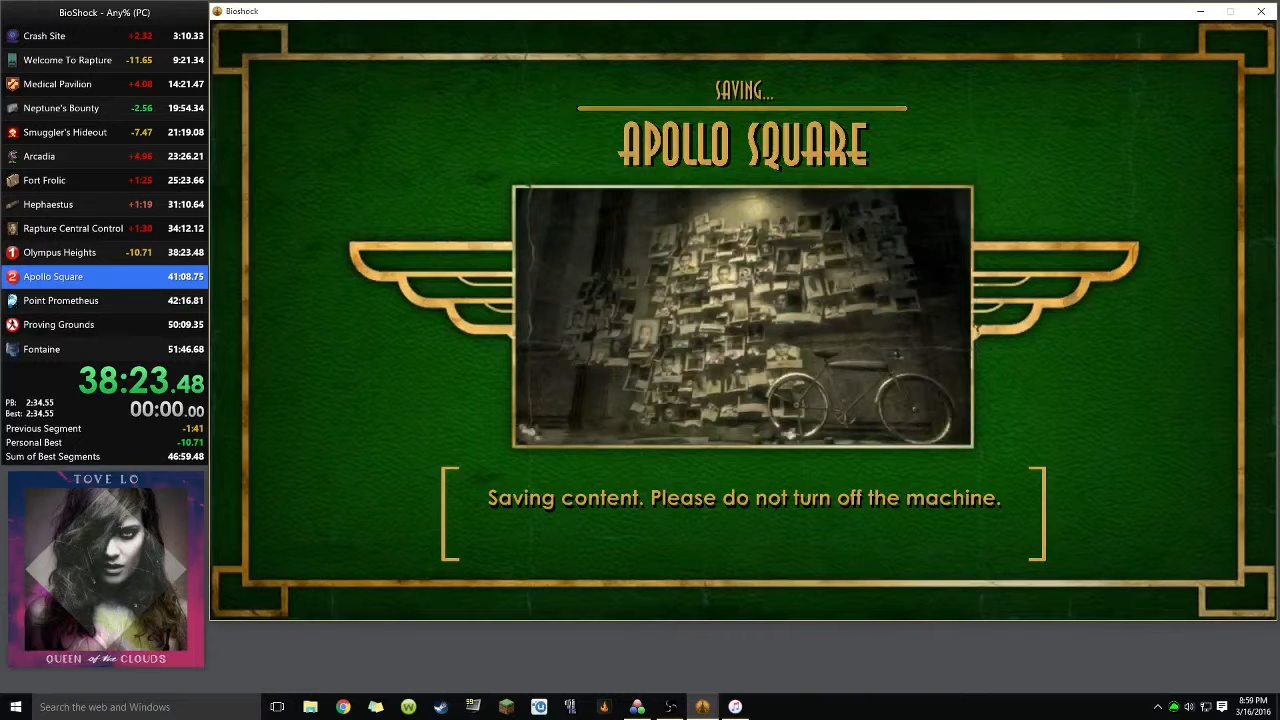 BioShock - Any% (PC)
Crash Site +2.32 3:10.33
Welcome To Rapture -11.65 9:21.34
Medical Pavilion +4.08 14:21.47
Neptune's Bounty -2.56 19:54.34
Smuggler's Hideout -7.47 21:19.08
Arcadia +4.96 23:26.21
Fort Frolic +1:25 25:23.66
Hephaestus +1:19 31:10.64
Rapture Central Control +1:30 34:12.12
Olympus Heights -10.71 38:23.48
Apollo Square 41:08.75
Point Prometheus 42:16.81
Proving Grounds 50:09.35
Fontaine 51:46.68
38:23.48
PB: 2:34.55
Best: 2:34.55
00:00.00
Previous Segment -1:41
Personal Best -10.71
Sum of Best Segments 46:59.48
TOVE LO
QUEEN of the CLOUDS
Bioshock
SAVING...
APOLLO SQUARE
Saving content. Please do not turn off the machine.
Search the web and Windows
8:59 PM
3/16/2016